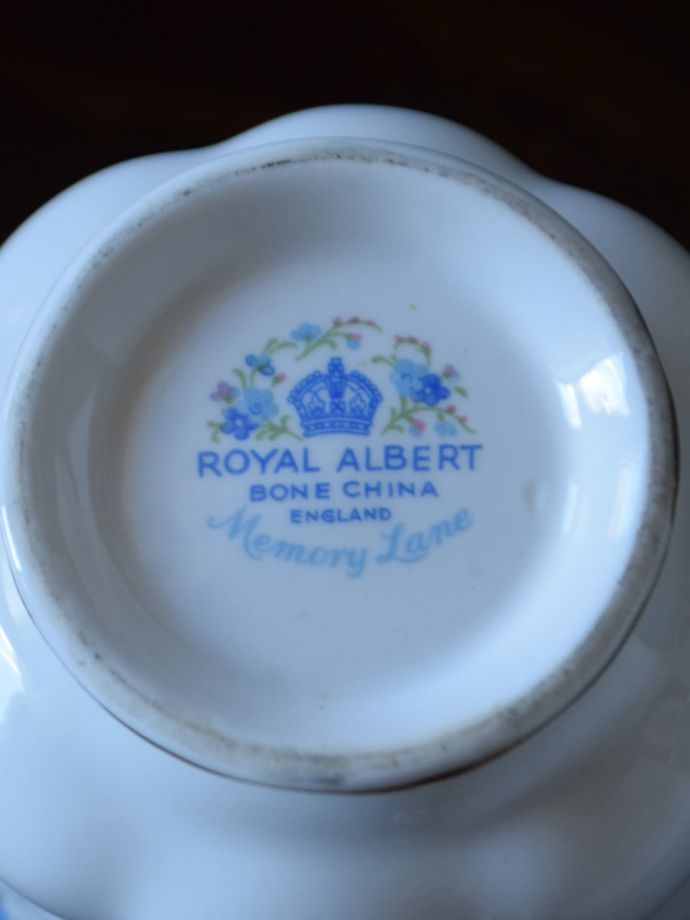 ROYAL ALBERT
BONE CHINA
ENGLAND
Memory Lane